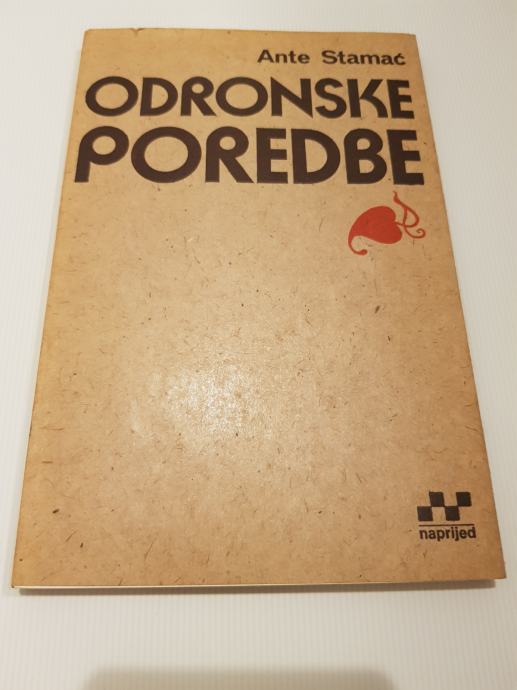 Ante Stamać
ODRONSKE
POREDBE
naprijed